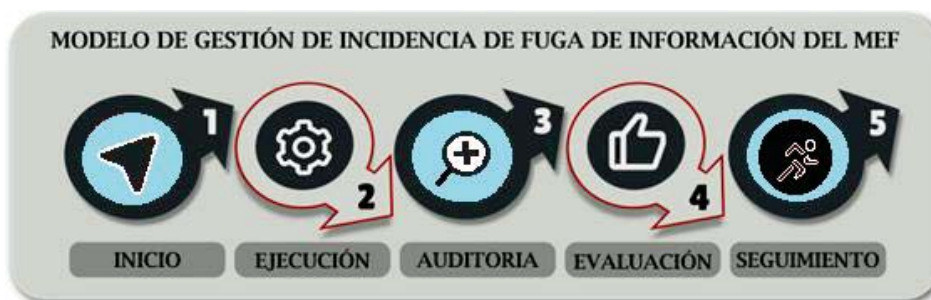 MODELO DE GESTIÓN DE INCIDENCIA DE FUGA DE INFORMACIÓN DEL MEF
1
2
3
4
5
INICIO
EJECUCIÓN
AUDITORIA
EVALUACIÓN
SEGUIMIENTO